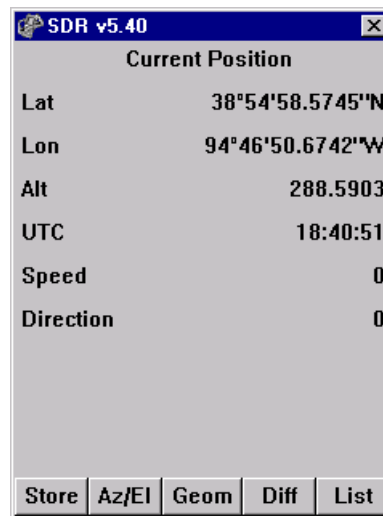 SDR v5.40
Current Position
Lat 38°54'58.5745"N
Lon 94°46'50.6742"W
Alt 288.5903
UTC 18:40:51
Speed 0
Direction 0
Store Az/El Geom Diff List